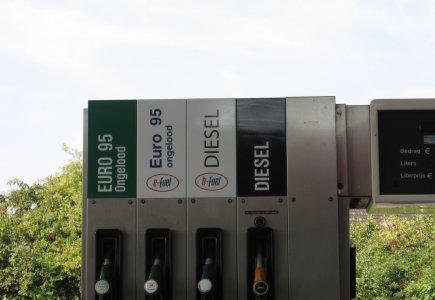 EURO 95
Ongelood
Euro 95
ongelood
e-fuel
DIESEL
b-fuel
DIESEL
Bedrag €
Liters
Literprijs €